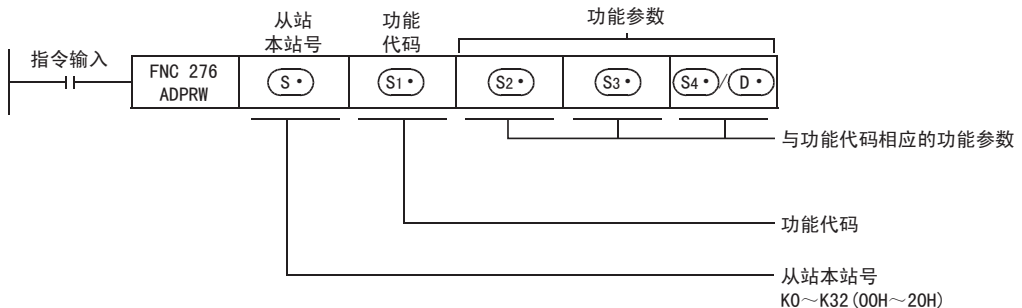 功能参数
从站
本站号
功能
代码
指令输入
FNC 276
ADPRW
S•
S1•
S2•
S3•
S4•/D•
与功能代码相应的功能参数
功能代码
从站本站号
K0～K32(00H～20H)